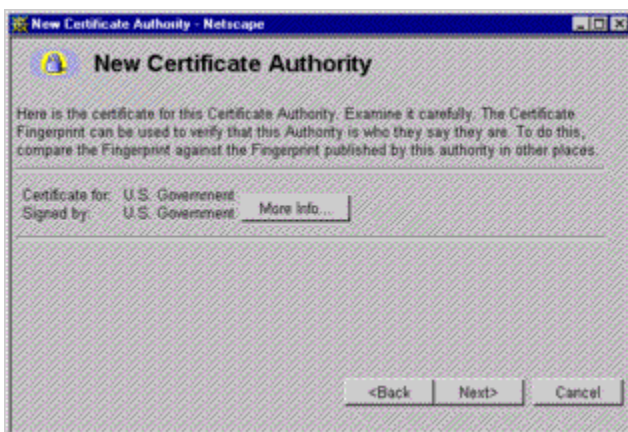 New Certificate Authority - Netscape
New Certificate Authority
Here is the certificate for this Certificate Authority. Examine it carefully. The Certificate
Fingerprint can be used to verify that this Authority is who they say they are. To do this,
compare the Fingerprint against the Fingerprint published by this authority in other places.
Certificate for: U.S. Government
Signed by: U.S. Government
More Info...
<Back
Next>
Cancel